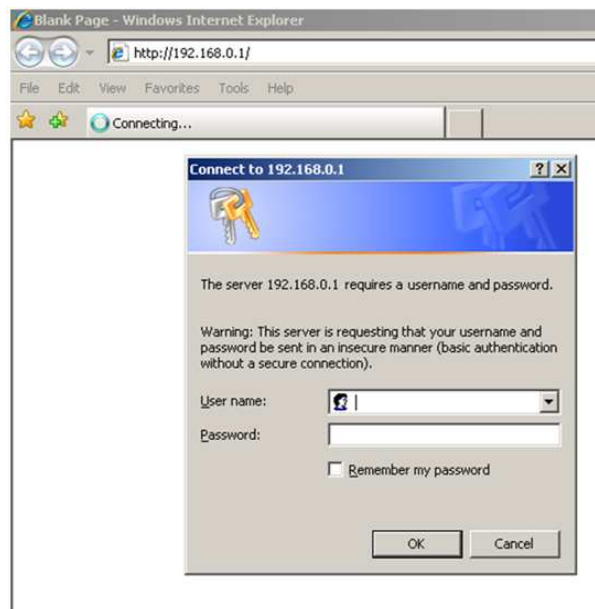 Blank Page - Windows Internet Explorer
http://192.168.0.1/
File Edit View Favorites Tools Help
Connecting...
Connect to 192.168.0.1
The server 192.168.0.1 requires a username and password.
Warning: This server is requesting that your username and
password be sent in an insecure manner (basic authentication
without a secure connection).
User name:
Password:
Remember my password
OK Cancel